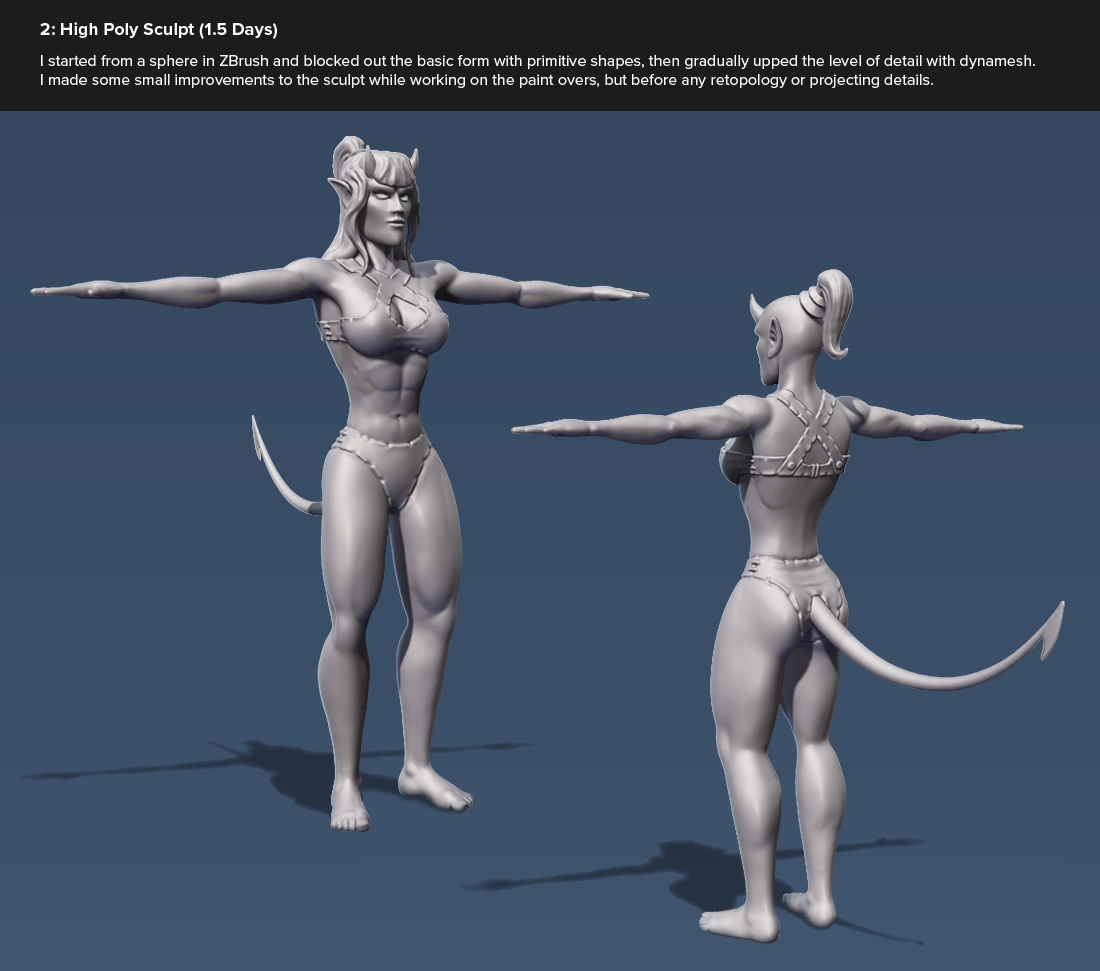 2: High Poly Sculpt (1.5 Days)
I started from a sphere in ZBrush and blocked out the basic form with primitive shapes, then gradually upped the level of detail with dynamesh.
I made some small improvements to the sculpt while working on the paint overs, but before any retopology or projecting details.